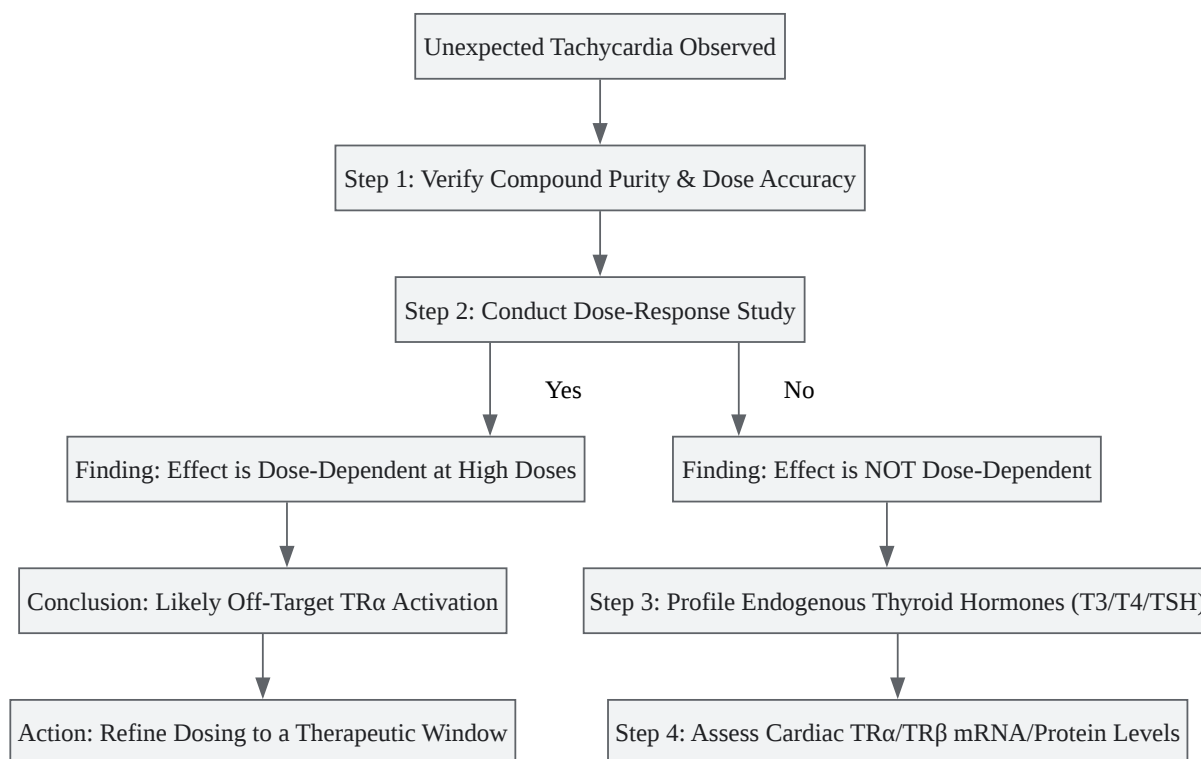 Unexpected Tachycardia Observed
Step 1: Verify Compound Purity & Dose Accuracy
Step 2: Conduct Dose-Response Study
Yes
No
Finding: Effect is Dose-Dependent at High Doses
Finding: Effect is NOT Dose-Dependent
Conclusion: Likely Off-Target TRα Activation
Step 3: Profile Endogenous Thyroid Hormones (T3/T4/TSH)
Action: Refine Dosing to a Therapeutic Window
Step 4: Assess Cardiac TRα/TRβ mRNA/Protein Levels